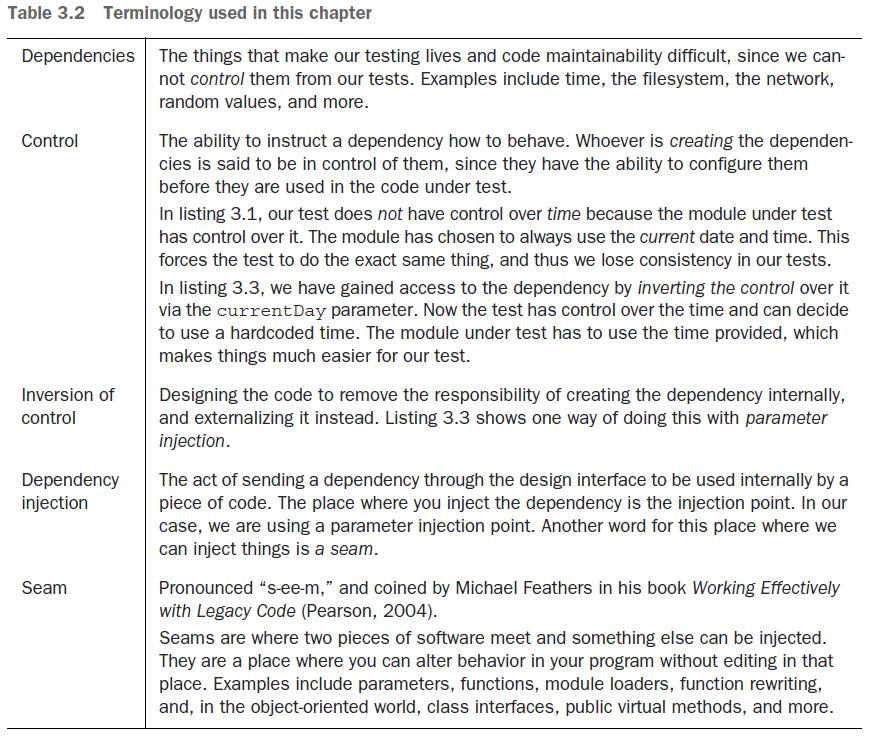 Table 3.2 Terminology used in this chapter
Dependencies
The things that make our testing lives and code maintainability difficult, since we can-
not control them from our tests. Examples include time, the filesystem, the network,
random values, and more.
Control
The ability to instruct a dependency how to behave. Whoever is creating the dependen-
cies is said to be in control of them, since they have the ability to configure them
before they are used in the code under test.
In listing 3.1, our test does not have control over time because the module under test
has control over it. The module has chosen to always use the current date and time. This
forces the test to do the exact same thing, and thus we lose consistency in our tests.
In listing 3.3, we have gained access to the dependency by inverting the control over it
via the currentDay parameter. Now the test has control over the time and can decide
to use a hardcoded time. The module under test has to use the time provided, which
makes things much easier for our test.
Inversion of
control
Designing the code to remove the responsibility of creating the dependency internally,
and externalizing it instead. Listing 3.3 shows one way of doing this with parameter
injection.
Dependency
injection
The act of sending a dependency through the design interface to be used internally by a
piece of code. The place where you inject the dependency is the injection point. In our
case, we are using a parameter injection point. Another word for this place where we
can inject things is a seam.
Seam
Pronounced “s-ee-m,” and coined by Michael Feathers in his book Working Effectively
with Legacy Code (Pearson, 2004).
Seams are where two pieces of software meet and something else can be injected.
They are a place where you can alter behavior in your program without editing in that
place. Examples include parameters, functions, module loaders, function rewriting,
and, in the object-oriented world, class interfaces, public virtual methods, and more.